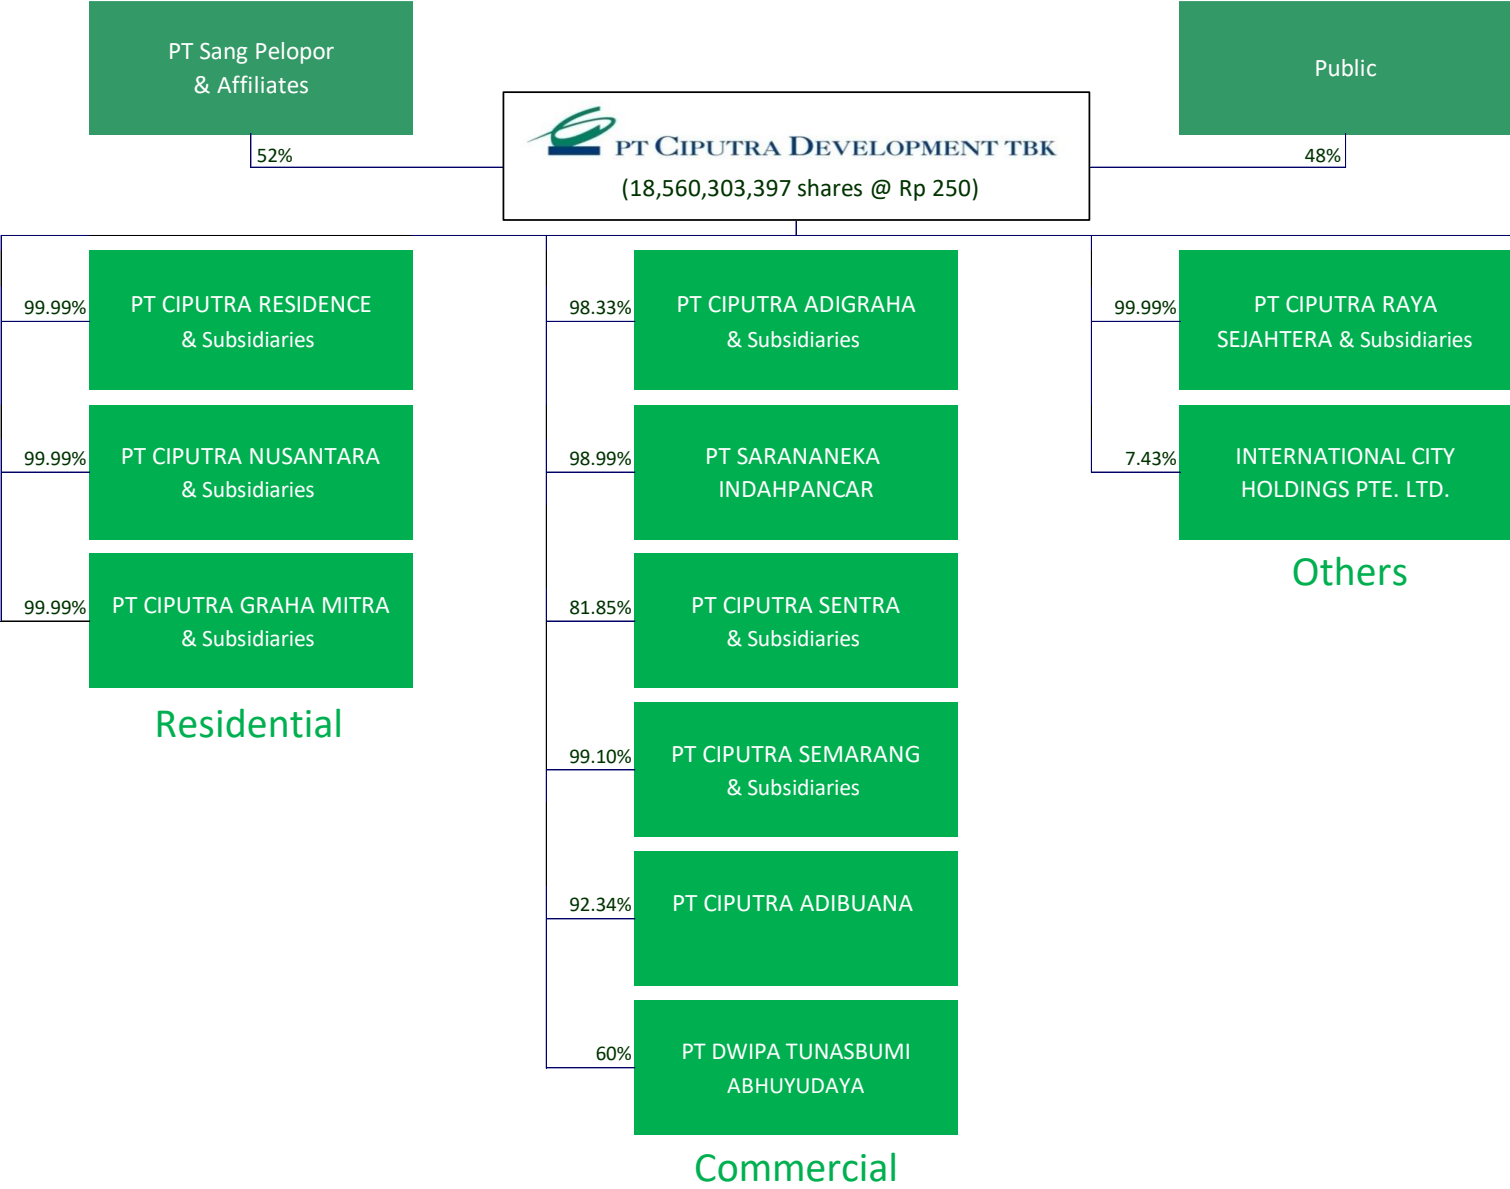 PT Sang Pelopor
& Affiliates
Public
52%
PT CIPUTRA DEVELOPMENT TBK
(18,560,303,397 shares @ Rp 250)
48%
99.99%
PT CIPUTRA RESIDENCE
& Subsidiaries
99.99%
PT CIPUTRA NUSANTARA
& Subsidiaries
99.99%
PT CIPUTRA GRAHA MITRA
& Subsidiaries
Residential
98.33%
PT CIPUTRA ADIGRAHA
& Subsidiaries
98.99%
PT SARANANEKA
INDAHPANCAR
81.85%
PT CIPUTRA SENTRA
& Subsidiaries
99.10%
PT CIPUTRA SEMARANG
& Subsidiaries
92.34%
PT CIPUTRA ADIBUANA
60%
PT DWIPA TUNASBUMI
ABHUYUDAYA
Commercial
99.99%
PT CIPUTRA RAYA
SEJAHTERA & Subsidiaries
7.43%
INTERNATIONAL CITY
HOLDINGS PTE. LTD.
Others